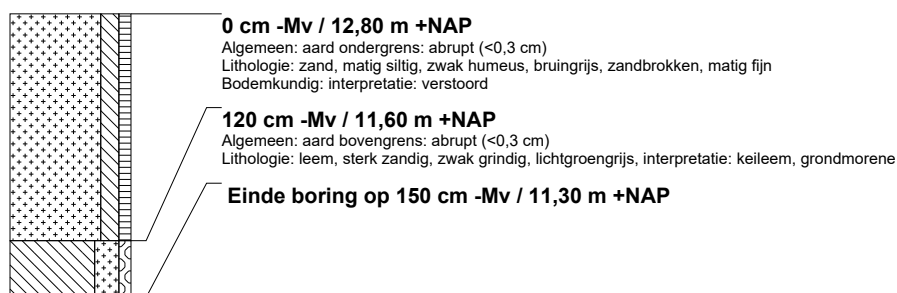 0 cm -Mv / 12,80 m +NAP
Algemeen: aard ondergrens: abrupt (<0,3 cm)
Lithologie: zand, matig siltig, zwak humeus, bruingrijs, zandbrokken, matig fijn
Bodemkundig: interpretatie: verstoord
120 cm -Mv / 11,60 m +NAP
Algemeen: aard bovengrens: abrupt (<0,3 cm)
Lithologie: leem, sterk zandig, zwak grindig, lichtgroengrijs, interpretatie: keileem, grondmorene
Einde boring op 150 cm -Mv / 11,30 m +NAP